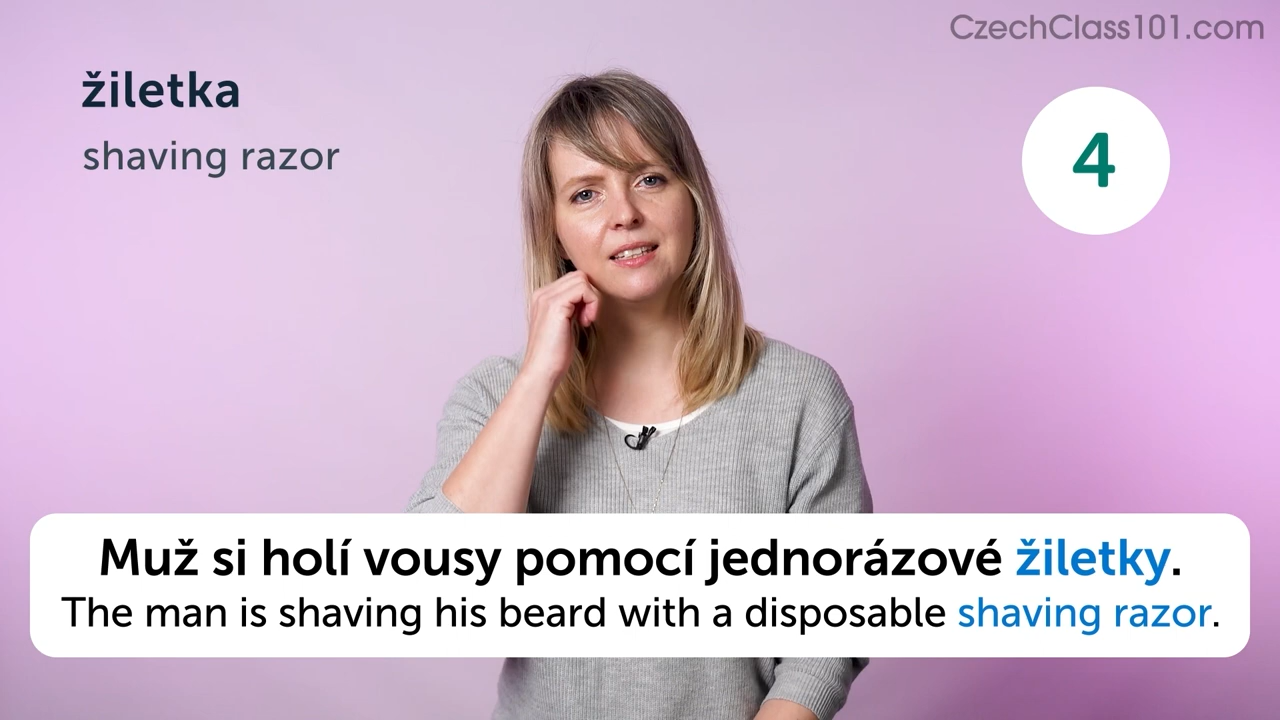 CzechClass101.com
žiletka
shaving razor
4
Muž si holí vousy pomocí jednorázové žiletky.
The man is shaving his beard with a disposable shaving razor.